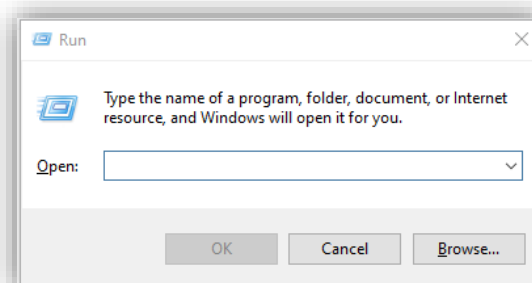 Run
Type the name of a program, folder, document, or Internet
resource, and Windows will open it for you.
Open:
OK Cancel Browse...